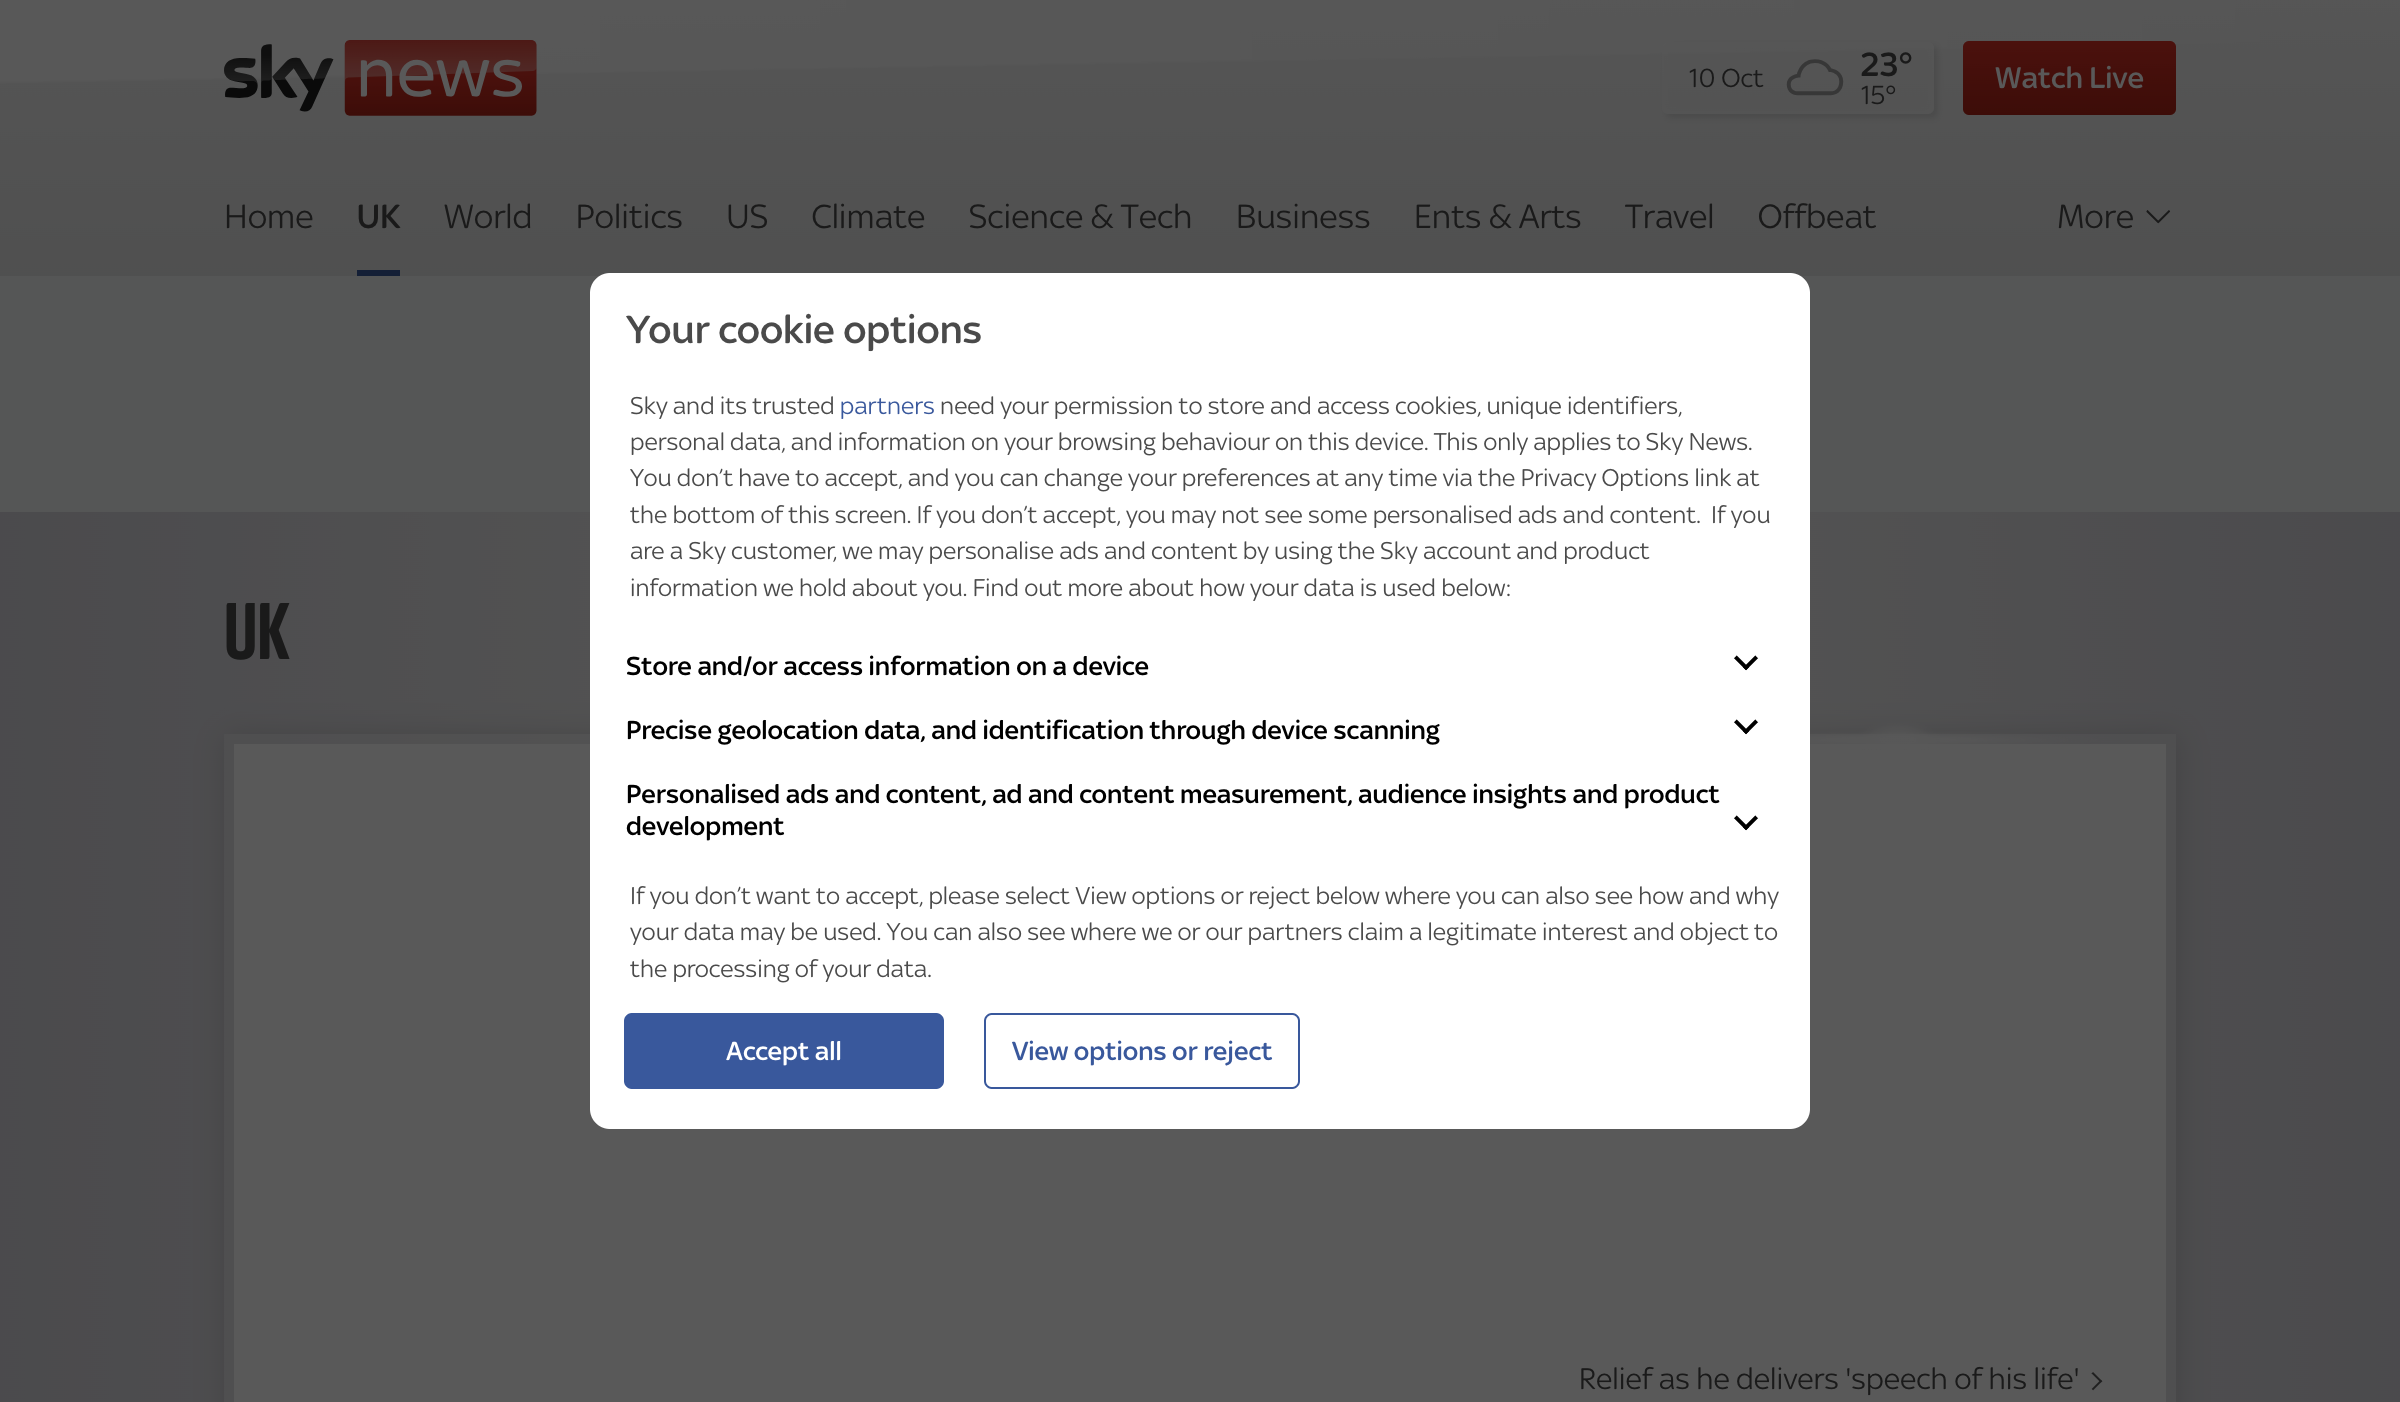 sky news
10 Oct
23°
15°
Watch Live
Home UK World Politics US Climate Science & Tech Business Ents & Arts Travel Offbeat More
Your cookie options
Sky and its trusted partners need your permission to store and access cookies, unique identifiers,
personal data, and information on your browsing behaviour on this device. This only applies to Sky News.
You don’t have to accept, and you can change your preferences at any time via the Privacy Options link at
the bottom of this screen. If you don’t accept, you may not see some personalised ads and content. If you
are a Sky customer, we may personalise ads and content by using the Sky account and product
information we hold about you. Find out more about how your data is used below:
UK
Store and/or access information on a device
Precise geolocation data, and identification through device scanning
Personalised ads and content, ad and content measurement, audience insights and product
development
If you don’t want to accept, please select View options or reject below where you can also see how and why
your data may be used. You can also see where we or our partners claim a legitimate interest and object to
the processing of your data.
Accept all
View options or reject
Relief as he delivers 'speech of his life'